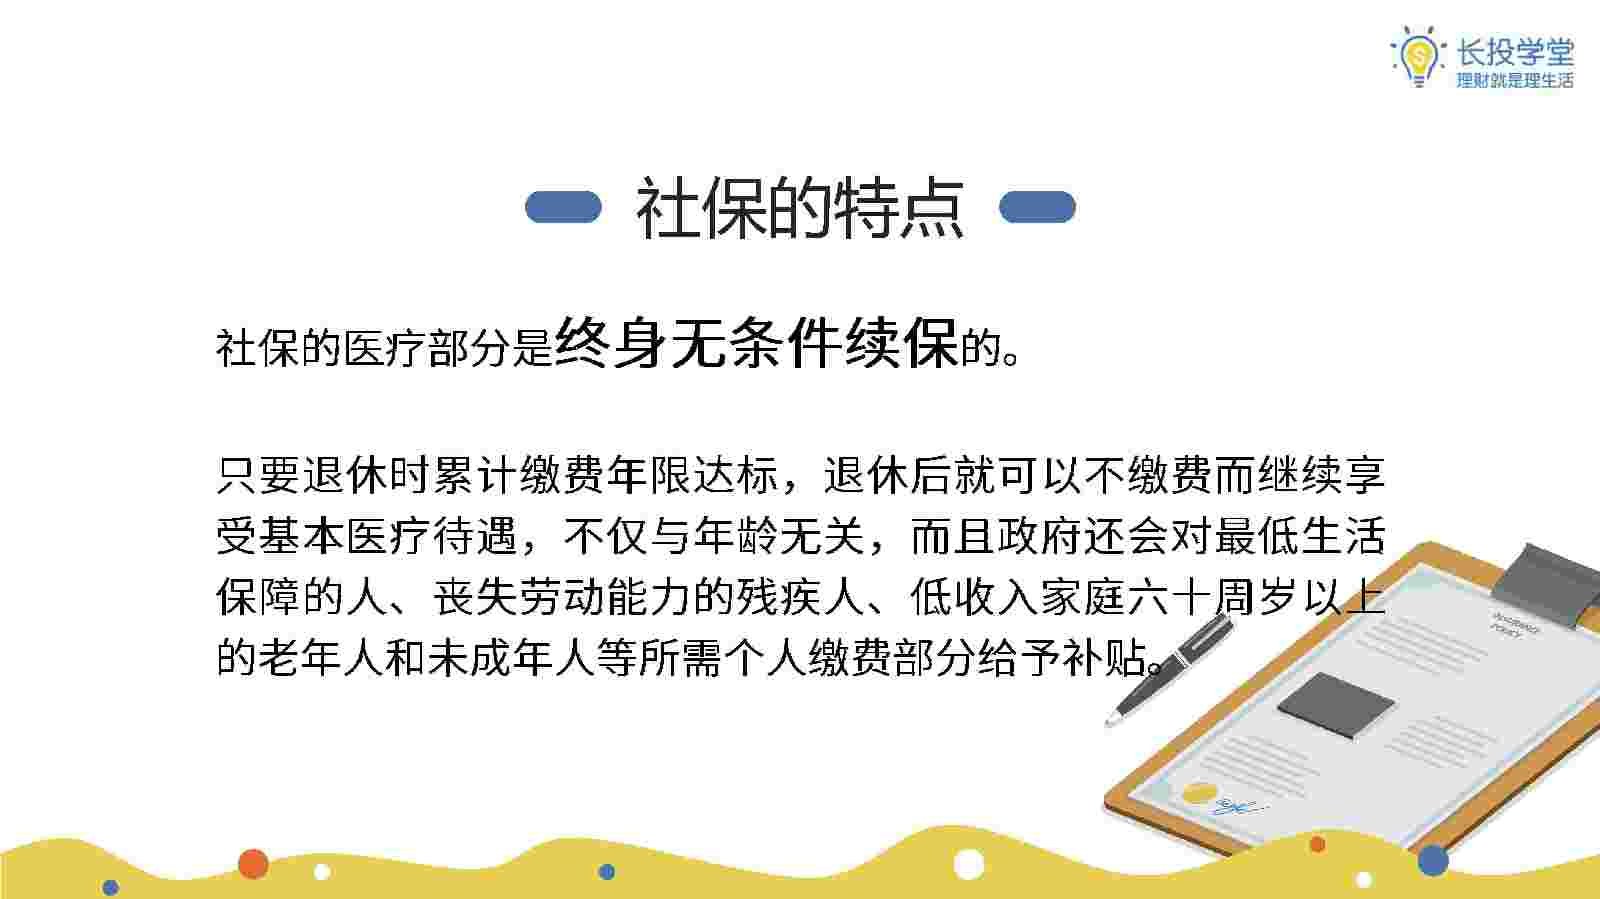 长投学堂
理财就是理生活
社保的特点
社保的医疗部分是终身无条件续保的。
只要退休时累计缴费年限达标，退休后就可以不缴费而继续享
受基本医疗待遇，不仅与年龄无关，而且政府还会对最低生活
保障的人、丧失劳动能力的残疾人、低收入家庭六十周岁以上
的老年人和未成年人等所需个人缴费部分给予补贴。